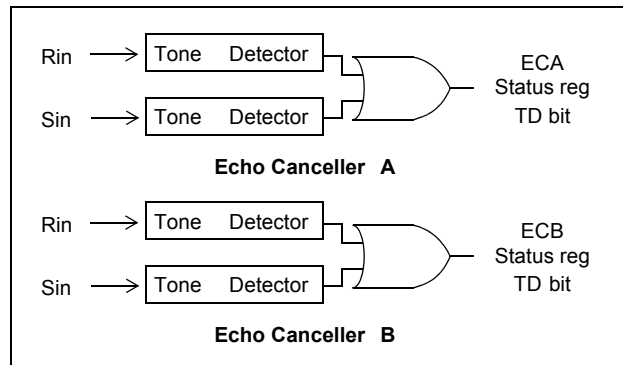 Rin
Tone Detector
ECA
Status reg
TD bit
Sin
Tone Detector
Echo Canceller A
Rin
Tone Detector
ECB
Status reg
TD bit
Sin
Tone Detector
Echo Canceller B